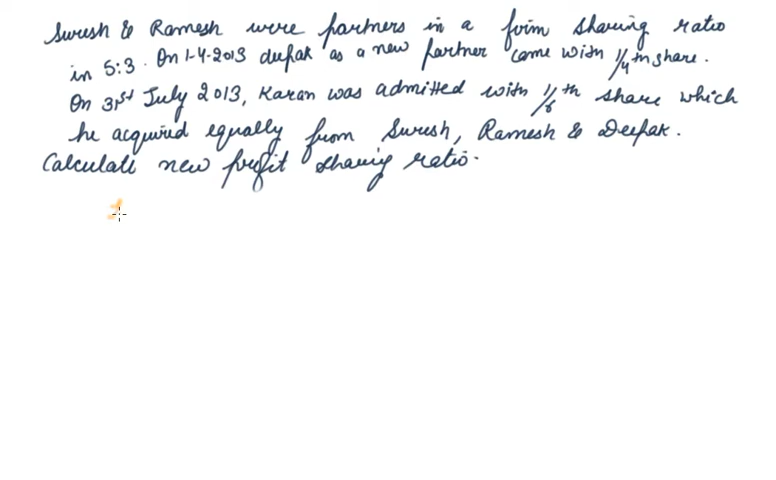 Suresh & Ramesh were partners in a firm sharing ratio
in 5:3. On 1-4-2013 deepak as a new partner came with 1/4th share.
On 31st July 2013, Karan was admitted with 1/6th share which
he acquired equally from Suresh, Ramesh & Deepak.
Calculate new profit sharing ratio.